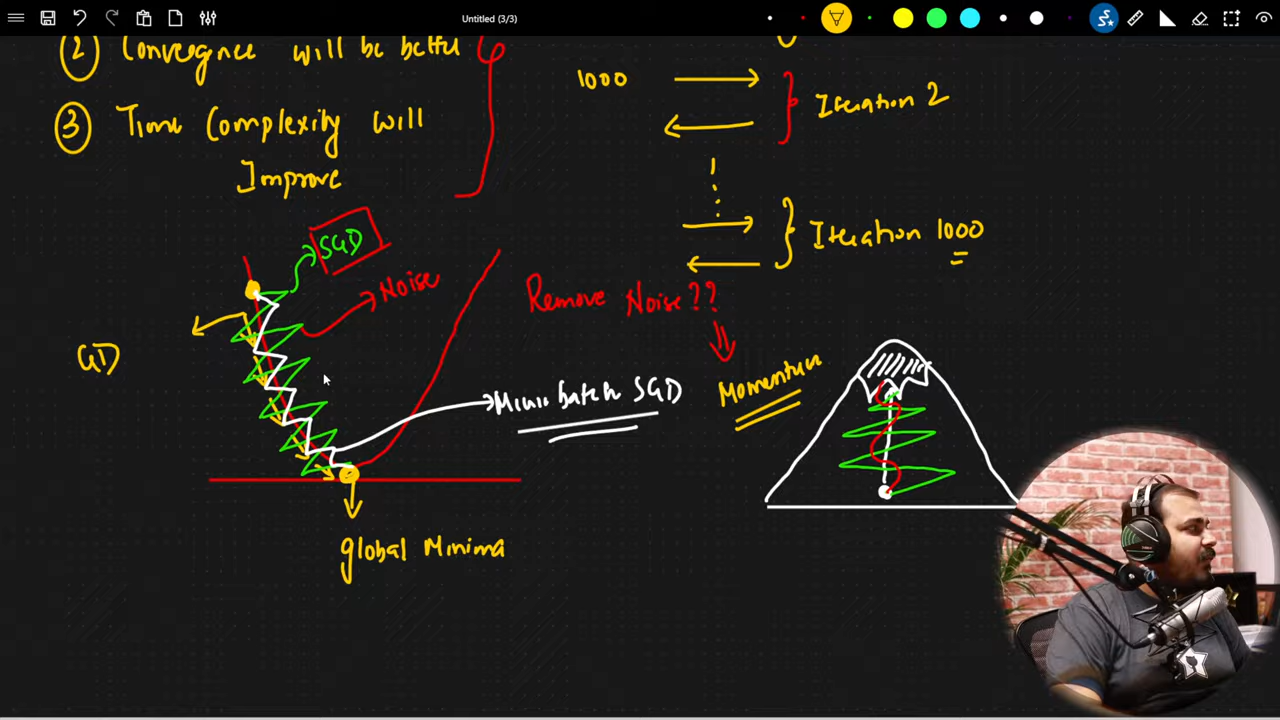 Untitled (3/3)
② Convergnce will be better
③ Time Complexity will
Improve
1000
Iteration 2
Iteration 1000
SGD
Noise
Remove Noise??
GD
Mini batch SGD
Momentum
global Minima